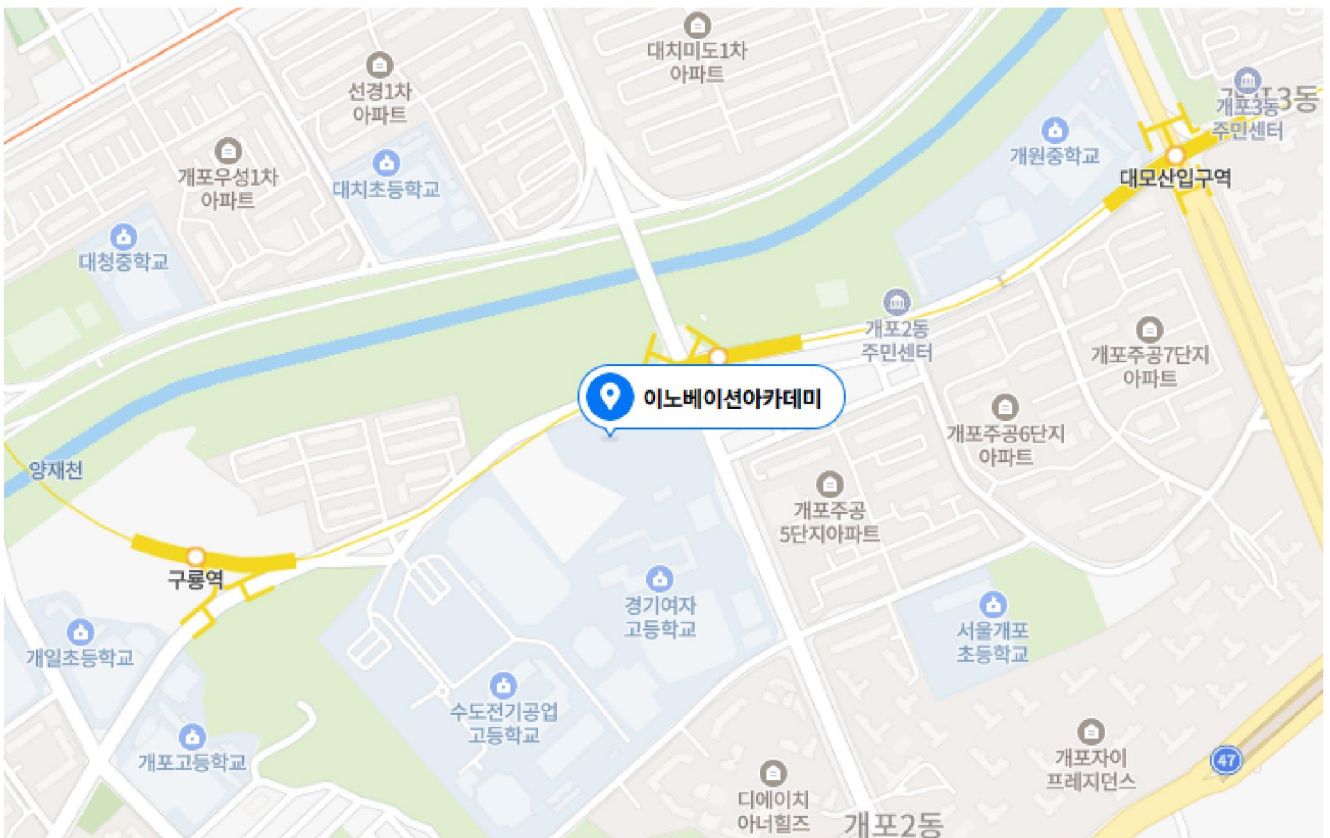 대치미도1차
아파트
선경1차
아파트
개포3동
개포3동
주민센터
개원중학교
개포우성1차
아파트
대치초등학교
대모산입구역
대청중학교
개포2동
주민센터
개포주공7단지
아파트
이노베이션아카데미
개포주공6단지
아파트
양재천
개포주공
5단지아파트
구룡역
경기여자
고등학교
서울개포
초등학교
개일초등학교
수도전기공업
고등학교
개포고등학교
개포자이
프레지던스
47
디에이치
아너힐즈
개포2동